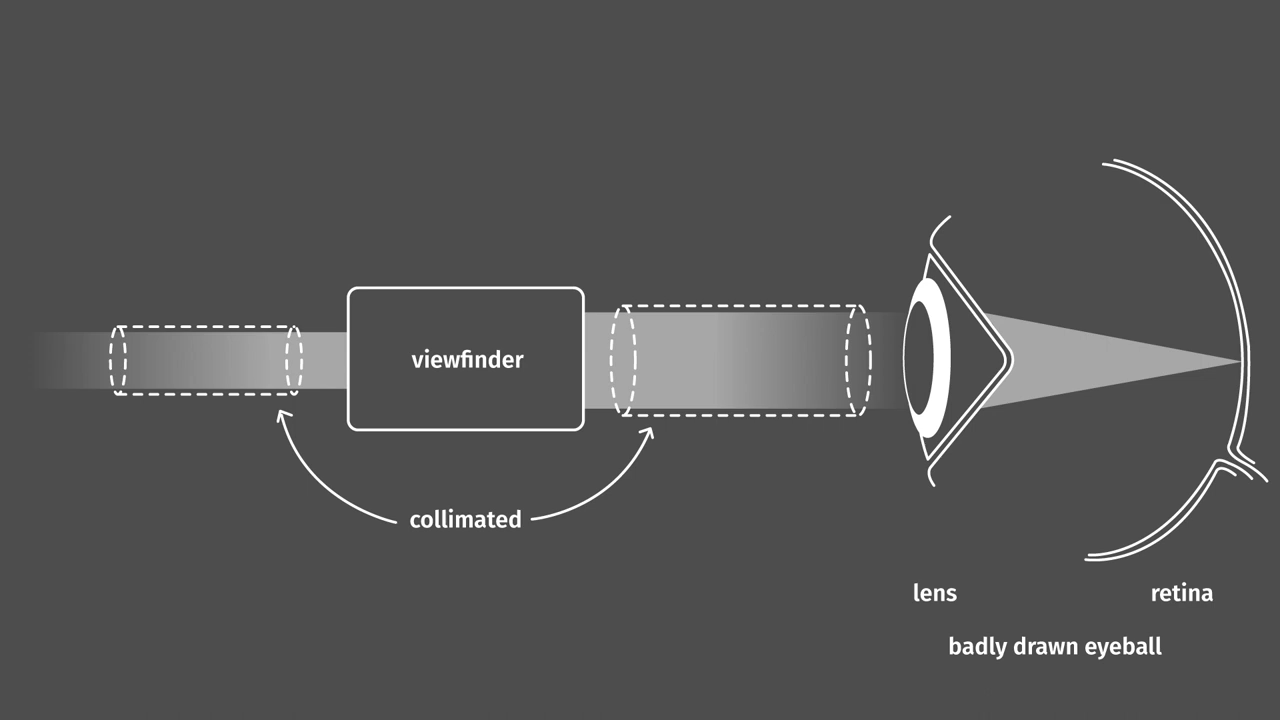 viewfinder
collimated
lens
retina
badly drawn eyeball